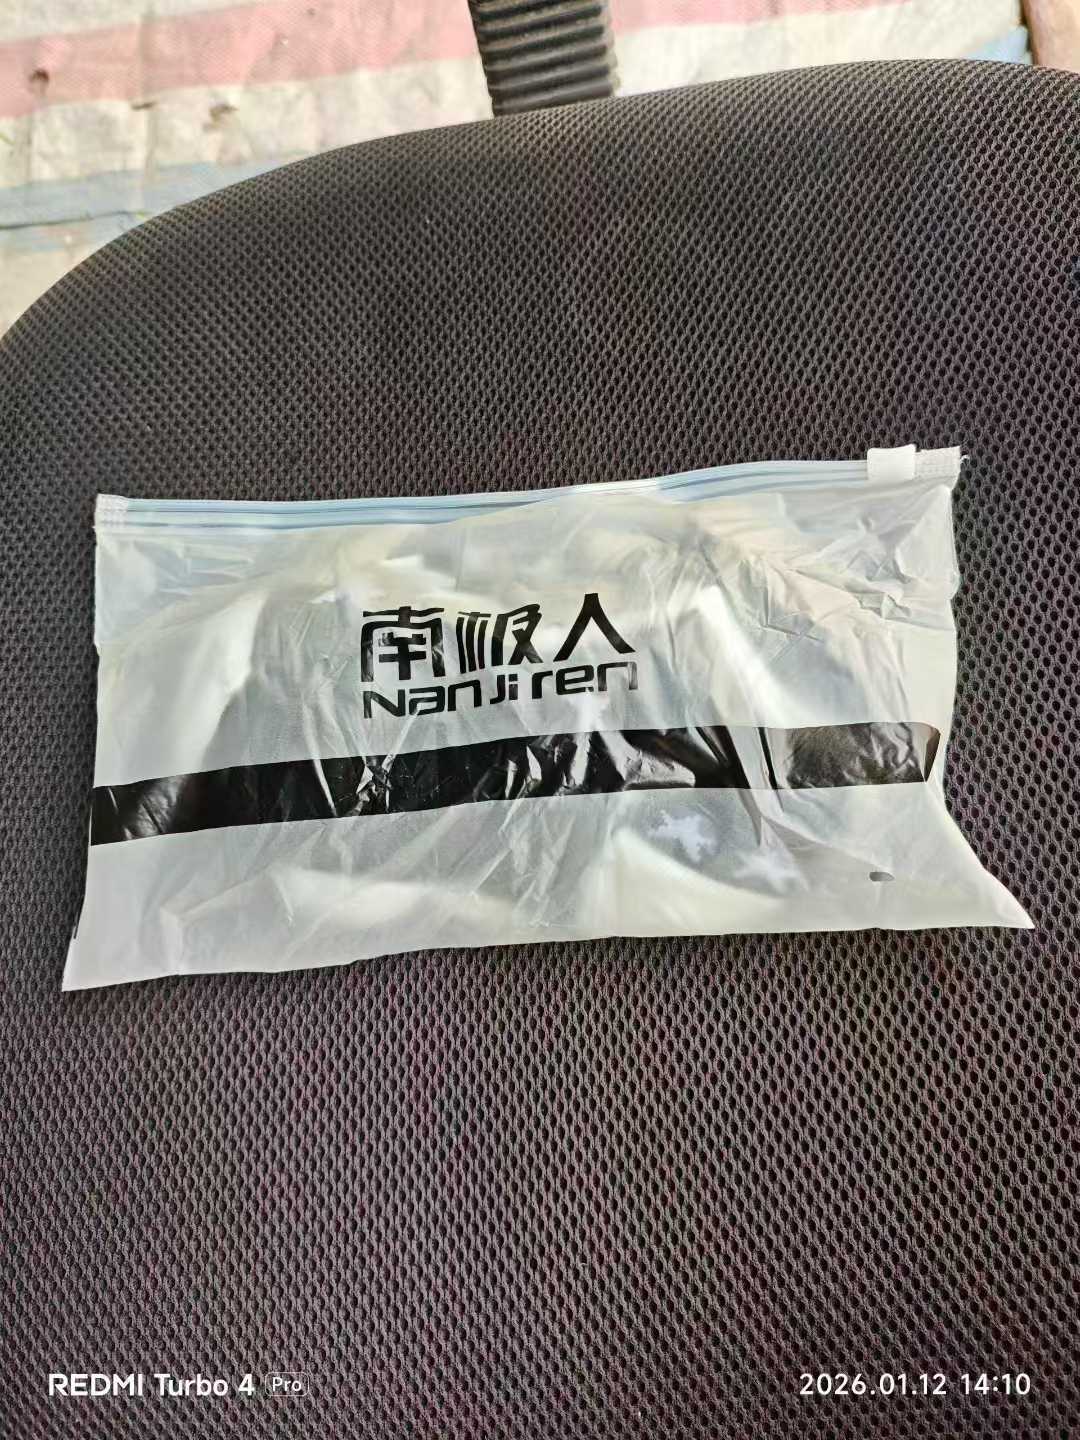 南极人
NanJiren
REDMI Turbo 4 Pro
2026.01.12 14:10